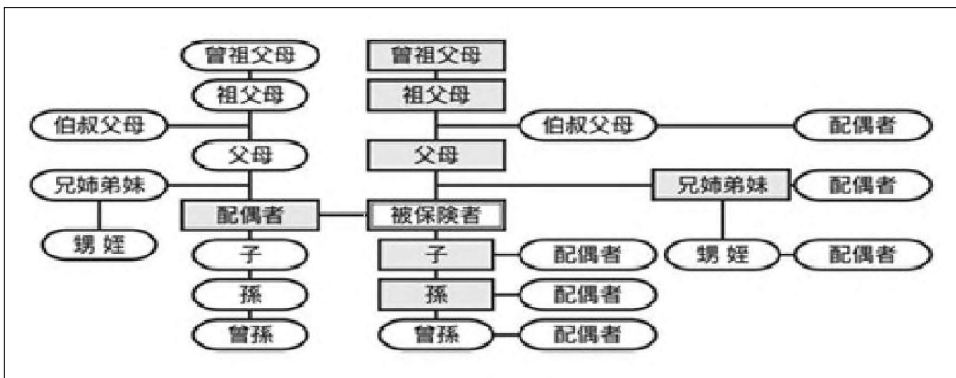 曾祖父母 曾祖父母
祖父母 祖父母
伯叔父母 伯叔父母 配偶者
父母 父母
兄姉弟妹 兄姉弟妹 配偶者
配偶者 被保険者
甥姪 子 子 配偶者 甥姪 配偶者
孫 孫 配偶者
曾孫 曾孫 配偶者